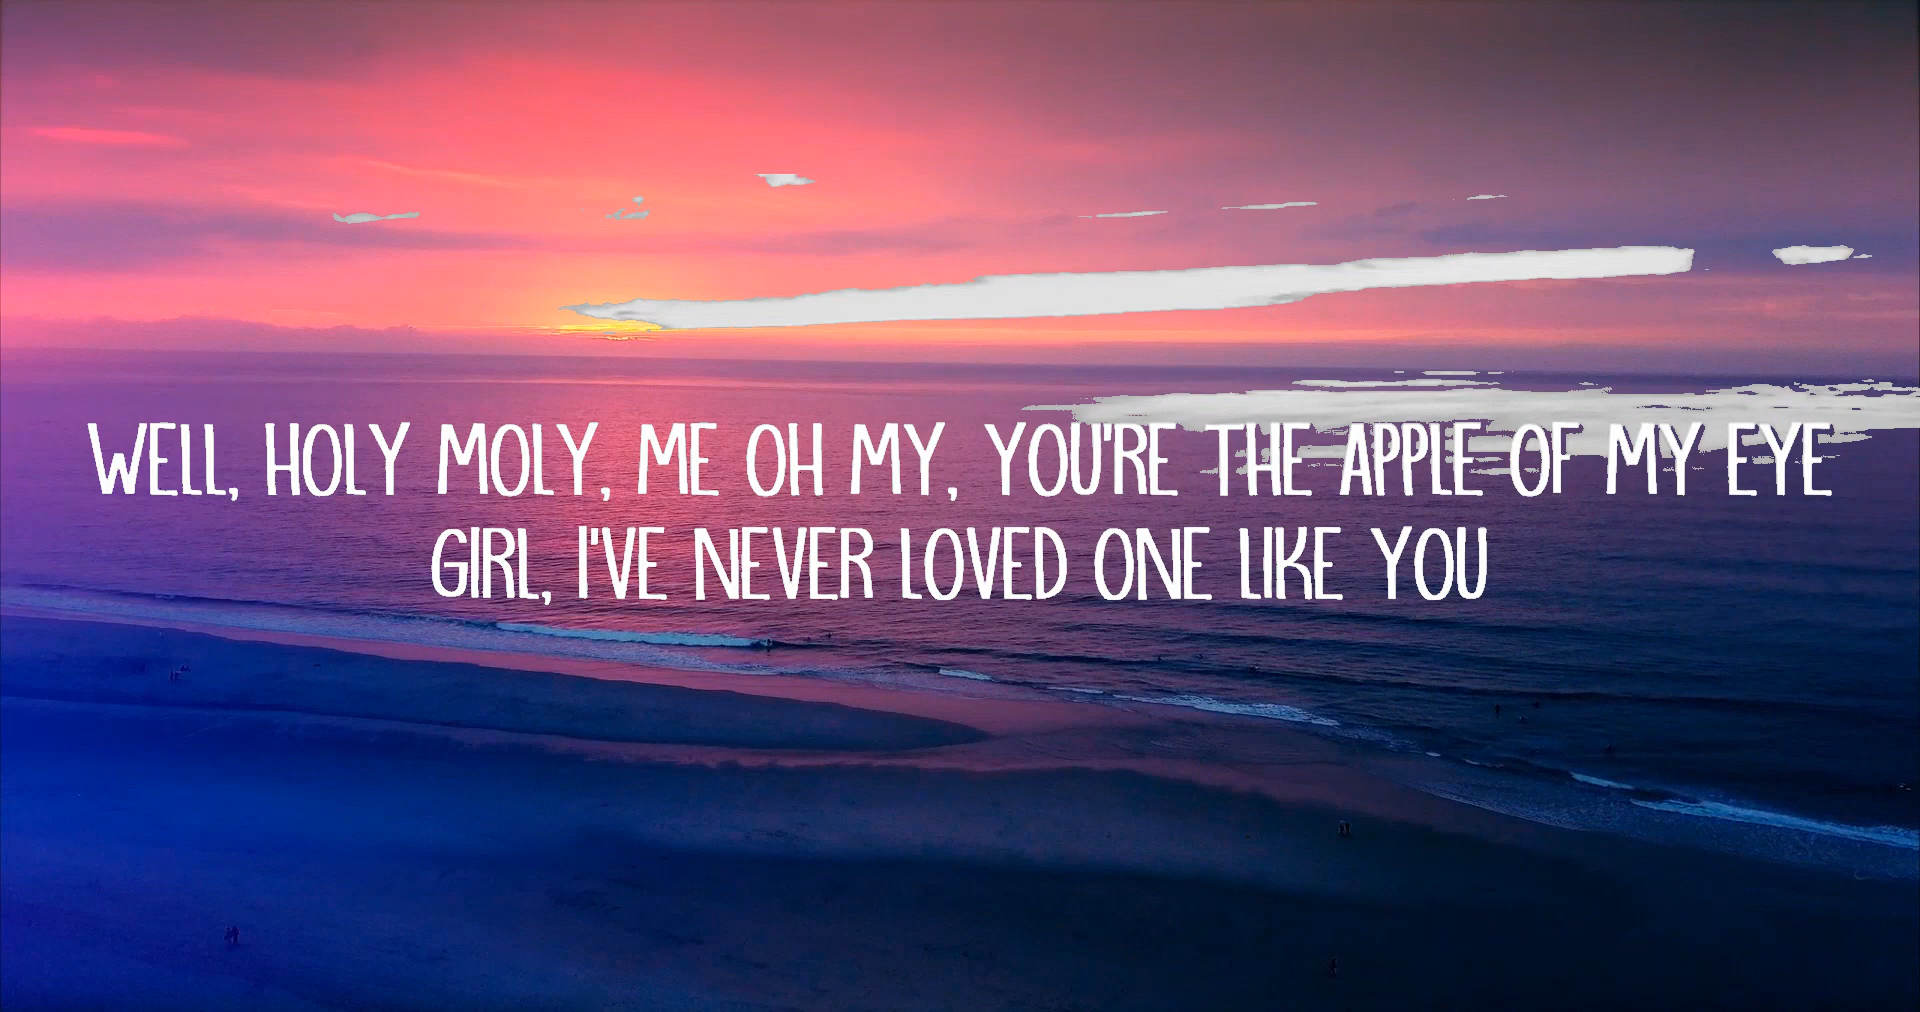 WELL, HOLY MOLY, ME OH MY, YOU'RE THE APPLE OF MY EYE
GIRL, I'VE NEVER LOVED ONE LIKE YOU